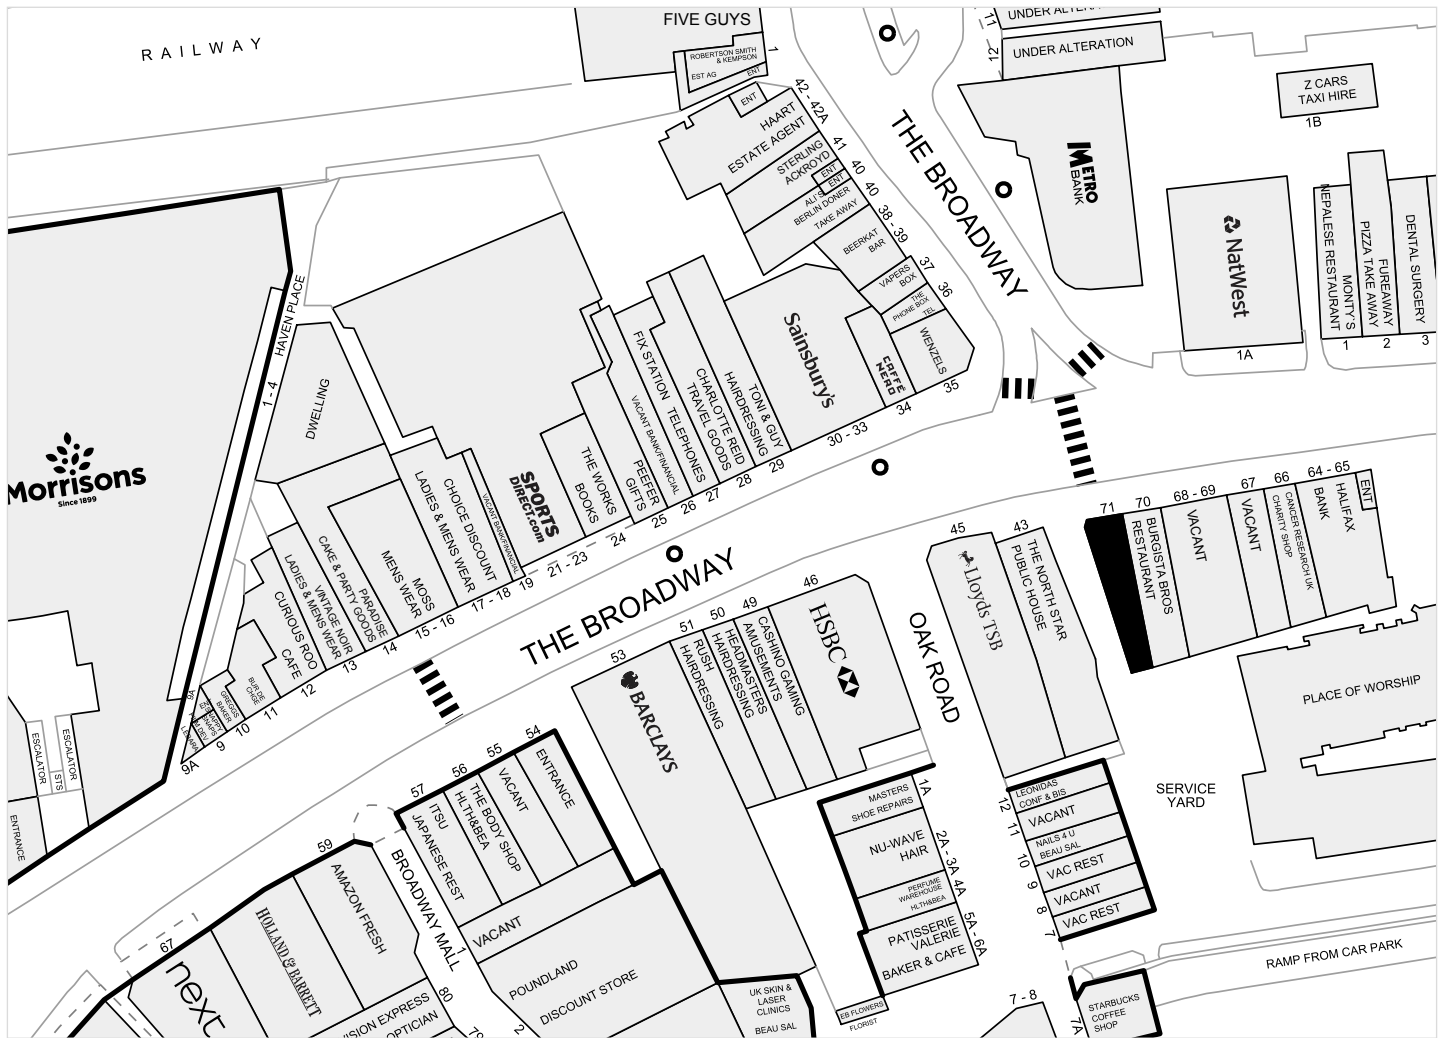 RAILWAY
FIVE GUYS
ROBERTSON SMITH
& KEMPSON
EST AG
ENT
1
UNDER ALTERATION
11
UNDER ALTERATION
12
Z CARS
TAXI HIRE
1B
ENT
HAART
ESTATE AGENT
42 - 42A
STERLING
ACKROYD
41
ENT
ENT
40
40
ALI'S
BERLIN DONER
TAKE AWAY
38 - 39
BEERKAT
BAR
VAPERS
BOX
37
THE
PHONE BOX
TEL
36
WENZELS
35
THE BROADWAY
METRO
BANK
NatWest
1A
NEPALESE RESTAURANT
MONTY'S
1
PIZZA TAKE AWAY
FUREAWAY
2
DENTAL SURGERY
3
HAVEN PLACE
1 - 4
DWELLING
Morrisons
Since 1899
Sainsbury's
30 - 33
CAFFÈ
NERO
34
TONI & GUY
HAIRDRESSING
29
CHARLOTTE REID
TRAVEL GOODS
28
FIX STATION TELEPHONES
27
VACANT BANK/FINANCIAL
26
PEEFER
GIFTS
25
THE WORKS
BOOKS
24
SPORTS
DIRECT.com
21 - 23
VACANT BANK/FINANCIAL
19
CHOICE DISCOUNT
LADIES & MENS WEAR
17 - 18
MOSS
MENS WEAR
15 - 16
PARADISE
CAKE & PARTY GOODS
14
VINTAGE NOIR
LADIES & MENS WEAR
13
CURIOUS ROO
CAFE
12
BUR DE
CHGE
11
GREGGS
BAKER
10
SNAPPY
SNAPS
9
9A
LEBARA
9A
ESCALATOR
STS
ESCALATOR
ENTRANCE
THE BROADWAY
71
70
BURGISTA BROS
RESTAURANT
68 - 69
VACANT
67
VACANT
66
CANCER RESEARCH UK
CHARITY SHOP
64 - 65
HALIFAX
BANK
ENT
45
Lloyds TSB
43
THE NORTH STAR
PUBLIC HOUSE
OAK ROAD
46
HSBC
49
CASHINO GAMING
AMUSEMENTS
50
HEADMASTERS
HAIRDRESSING
51
RUSH
HAIRDRESSING
53
BARCLAYS
54
ENTRANCE
55
VACANT
56
THE BODY SHOP
HLTH&BEA
57
ITSU
JAPANESE REST
59
AMAZON FRESH
HOLLAND & BARRETT
67
next
BROADWAY MALL
VACANT
1
POUNDLAND
DISCOUNT STORE
2
80
VISION EXPRESS
OPTICIAN
79
UK SKIN &
LASER
CLINICS
BEAU SAL
MASTERS
SHOE REPAIRS
1A
NU-WAVE
HAIR
2A - 3A
PERFUME
WAREHOUSE
HLTH&BEA
4A
PATISSERIE
VALERIE
BAKER & CAFE
5A - 6A
EB FLOWERS
FLORIST
LEONIDAS
CONF & BIS
12
VACANT
11
NAILS 4 U
BEAU SAL
10
VAC REST
9
VACANT
8
VAC REST
7
PLACE OF WORSHIP
SERVICE
YARD
RAMP FROM CAR PARK
7 - 8
7A
STARBUCKS
COFFEE
SHOP